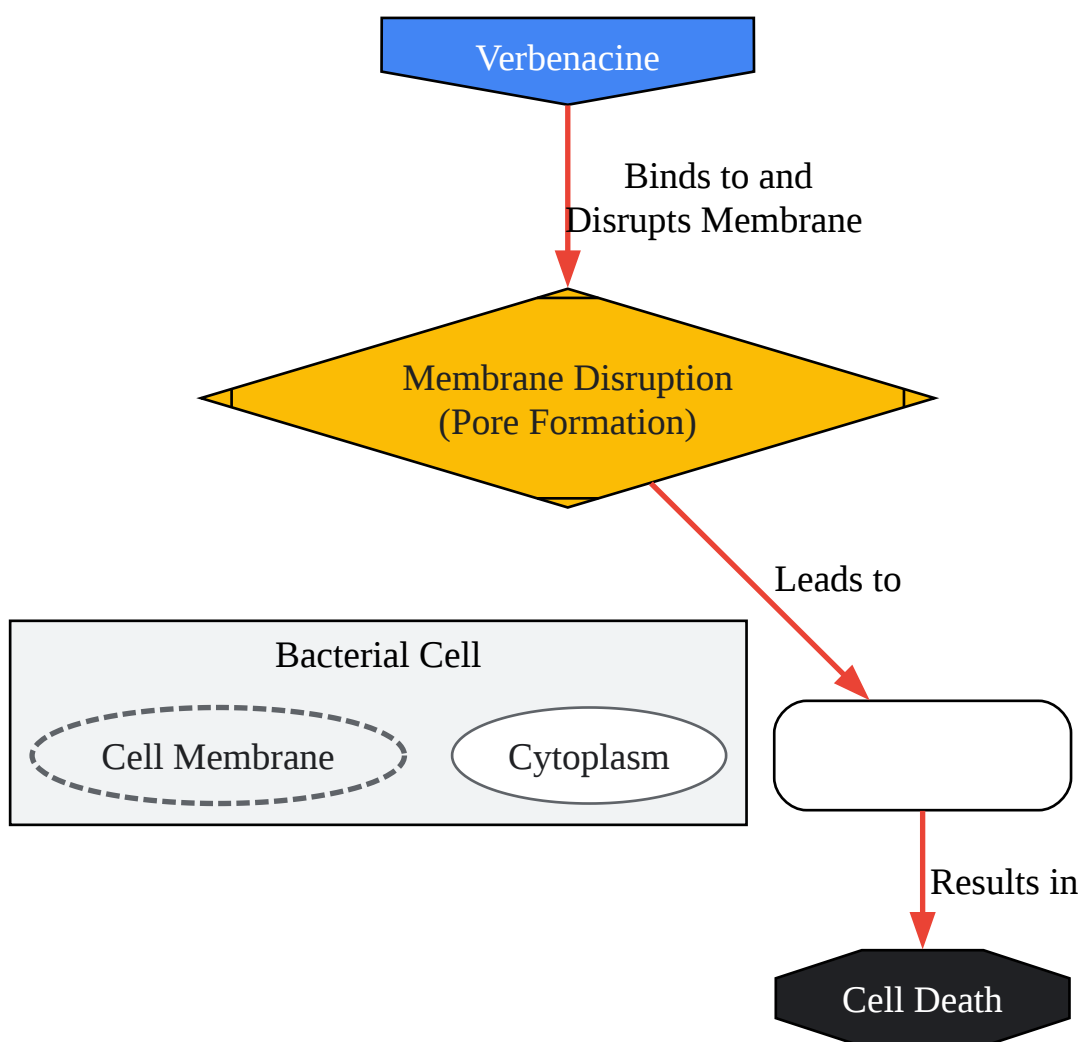 Verbenacine
Binds to and
Disrupts Membrane
Membrane Disruption
(Pore Formation)
Leads to
Bacterial Cell
Cell Membrane
Cytoplasm
Results in
Cell Death